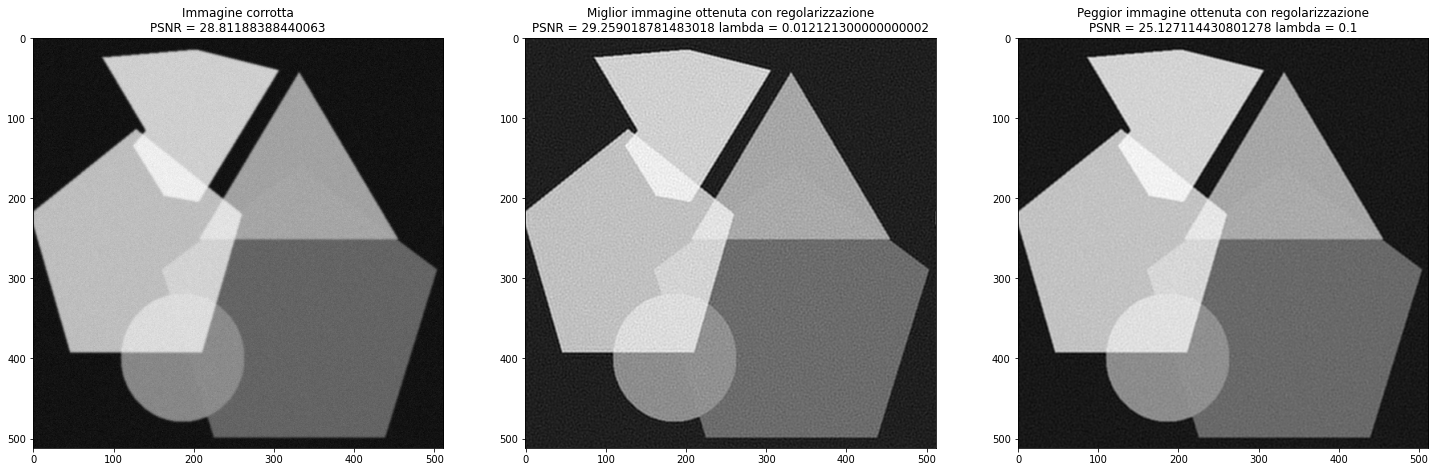 Immagine corrotta
PSNR = 28.81188388440063
Miglior immagine ottenuta con regolarizzazione
PSNR = 29.259018781483018 lambda = 0.012121300000000002
Peggior immagine ottenuta con regolarizzazione
PSNR = 25.127114430801278 lambda = 0.1
0
100
200
300
400
500
0 100 200 300 400 500
0
100
200
300
400
500
0 100 200 300 400 500
0
100
200
300
400
500
0 100 200 300 400 500